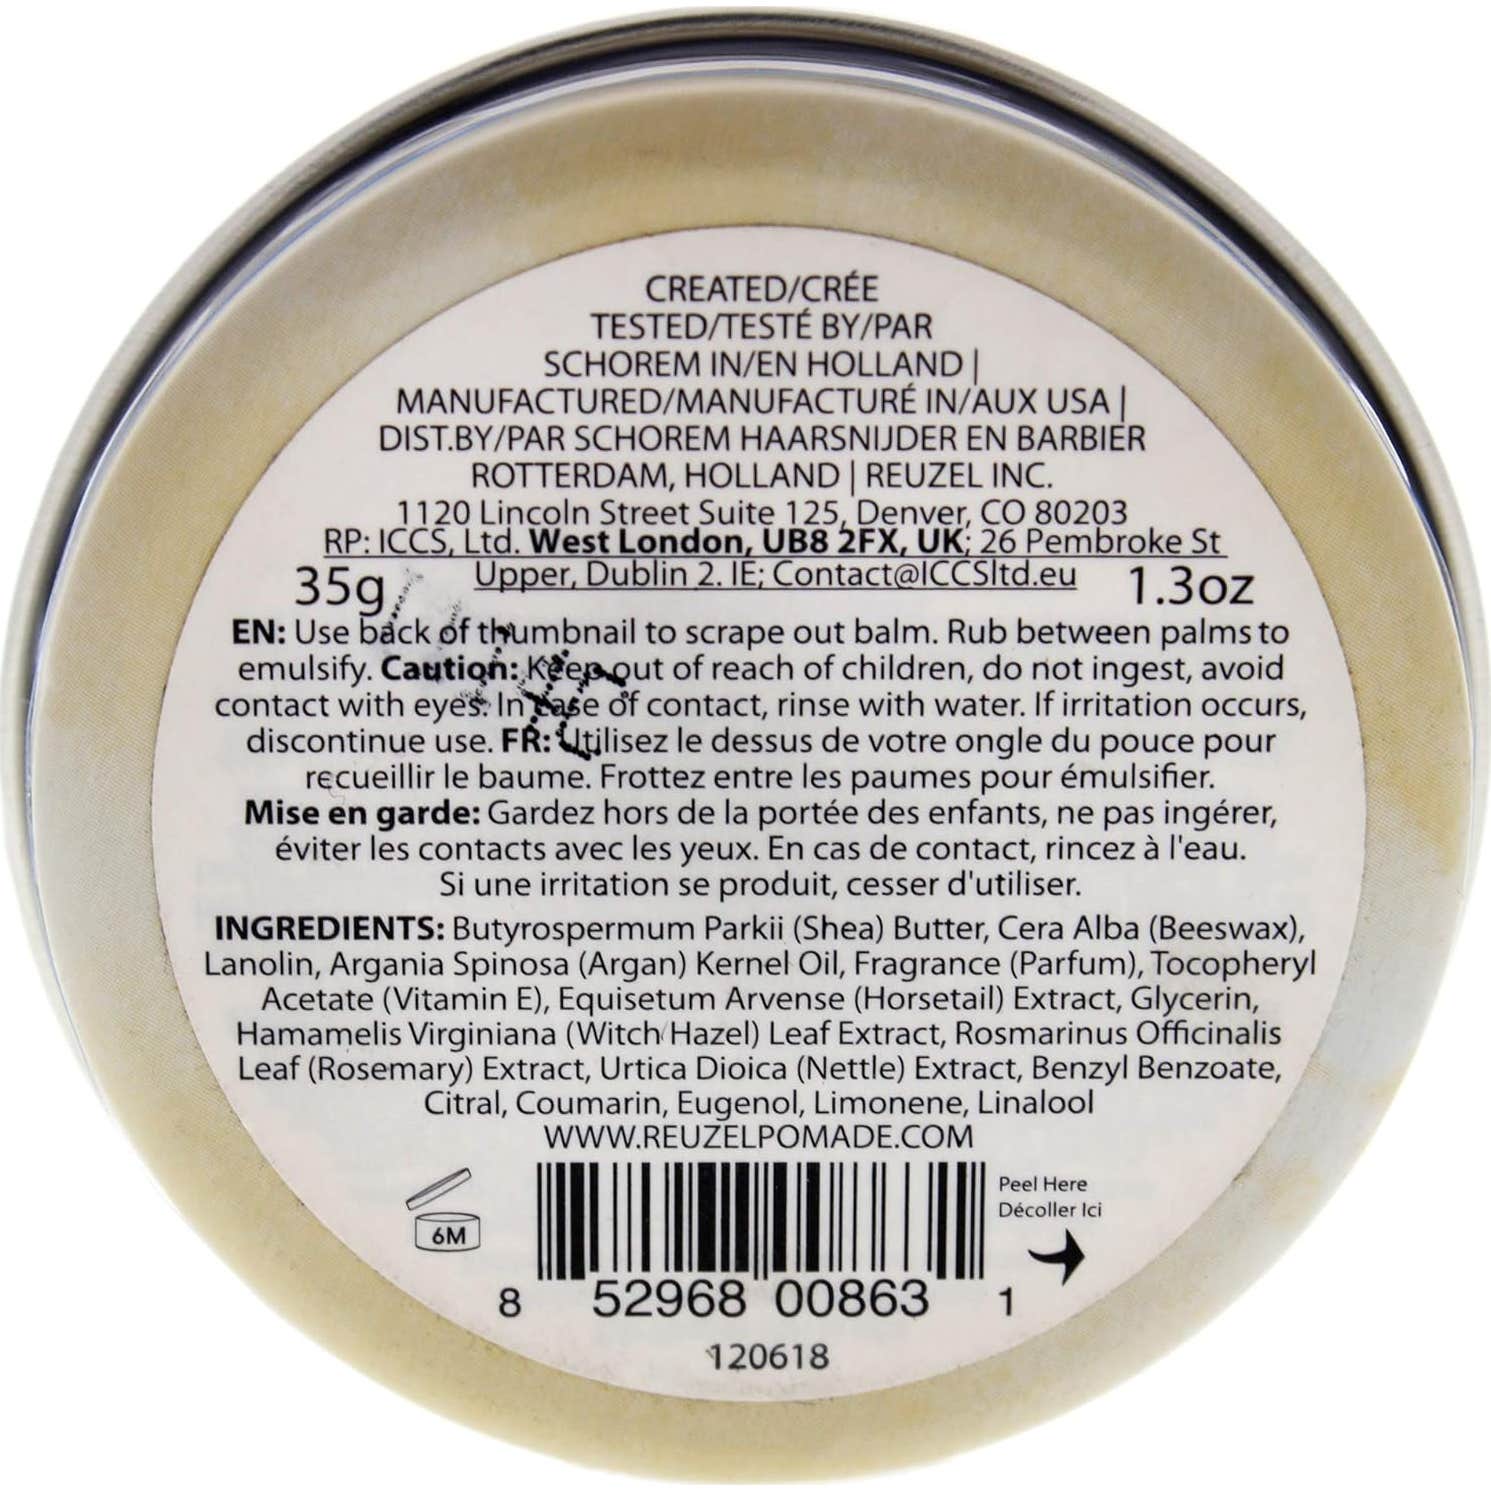 CREATED/CRÉE
TESTED/TESTÉ BY/PAR
SCHOREM IN/EN HOLLAND |
MANUFACTURED/MANUFACTURÉ IN/AUX USA |
DIST.BY/PAR SCHOREM HAARSNIJDER EN BARBIER
ROTTERDAM, HOLLAND | REUZEL INC.
1120 Lincoln Street Suite 125, Denver, CO 80203
RP: ICCS, Ltd. West London, UB8 2FX, UK; 26 Pembroke St
Upper, Dublin 2. IE; Contact@ICCSltd.eu
35g 1.3oz
EN: Use back of thumbnail to scrape out balm. Rub between palms to
emulsify. Caution: Keep out of reach of children, do not ingest, avoid
contact with eyes. In case of contact, rinse with water. If irritation occurs,
discontinue use. FR: Utilisez le dessus de votre ongle du pouce pour
recueillir le baume. Frottez entre les paumes pour émulsifier.
Mise en garde: Gardez hors de la portée des enfants, ne pas ingérer,
éviter les contacts avec les yeux. En cas de contact, rincez à l'eau.
Si une irritation se produit, cesser d'utiliser.
INGREDIENTS: Butyrospermum Parkii (Shea) Butter, Cera Alba (Beeswax),
Lanolin, Argania Spinosa (Argan) Kernel Oil, Fragrance (Parfum), Tocopheryl
Acetate (Vitamin E), Equisetum Arvense (Horsetail) Extract, Glycerin,
Hamamelis Virginiana (Witch Hazel) Leaf Extract, Rosmarinus Officinalis
Leaf (Rosemary) Extract, Urtica Dioica (Nettle) Extract, Benzyl Benzoate,
Citral, Coumarin, Eugenol, Limonene, Linalool
WWW.REUZELPOMADE.COM
Peel Here
Décoller Ici
6M
8 52968 00863 1
120618